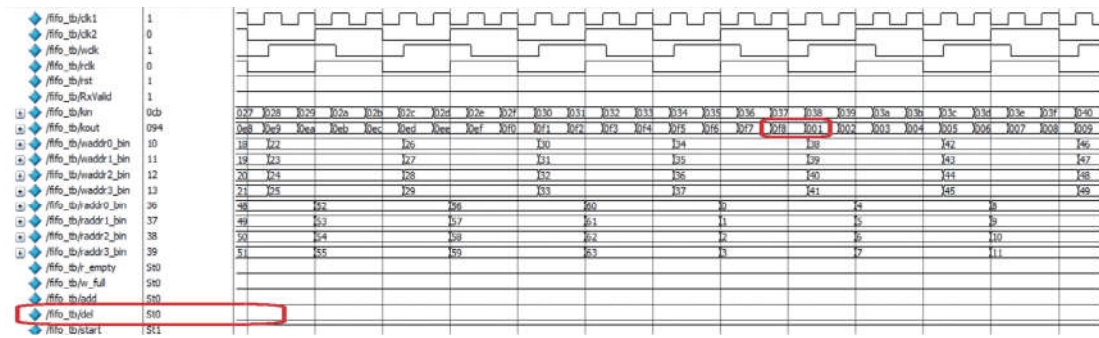 /fifo_tb/clk1 1
/fifo_tb/clk2 0
/fifo_tb/wclk 1
/fifo_tb/rclk 0
/fifo_tb/rst 1
/fifo_tb/RxValid 1
/fifo_tb/kin 0cb 027 028 029 02a 02b 02c 02d 02e 02f 030 031 032 033 034 035 036 037 038 039 03a 03b 03c 03d 03e 03f 040
/fifo_tb/kout 094 0e8 0e9 0ea 0eb 0ec 0ed 0ee 0ef 0f0 0f1 0f2 0f3 0f4 0f5 0f6 0f7 0f8 001 002 003 004 005 006 007 008 009
/fifo_tb/waddr0_bin 10 18 22 26 30 34 38 42 46
/fifo_tb/waddr1_bin 11 19 23 27 31 35 39 43 47
/fifo_tb/waddr2_bin 12 20 24 28 32 36 40 44 48
/fifo_tb/waddr3_bin 13 21 25 29 33 37 41 45 49
/fifo_tb/raddr0_bin 36 48 52 56 60 0 4 8
/fifo_tb/raddr1_bin 37 49 53 57 61 1 5 9
/fifo_tb/raddr2_bin 38 50 54 58 62 2 6 10
/fifo_tb/raddr3_bin 39 51 55 59 63 3 7 11
/fifo_tb/r_empty St0
/fifo_tb/w_full St0
/fifo_tb/add St0
/fifo_tb/del St0
/fifo_tb/start St1